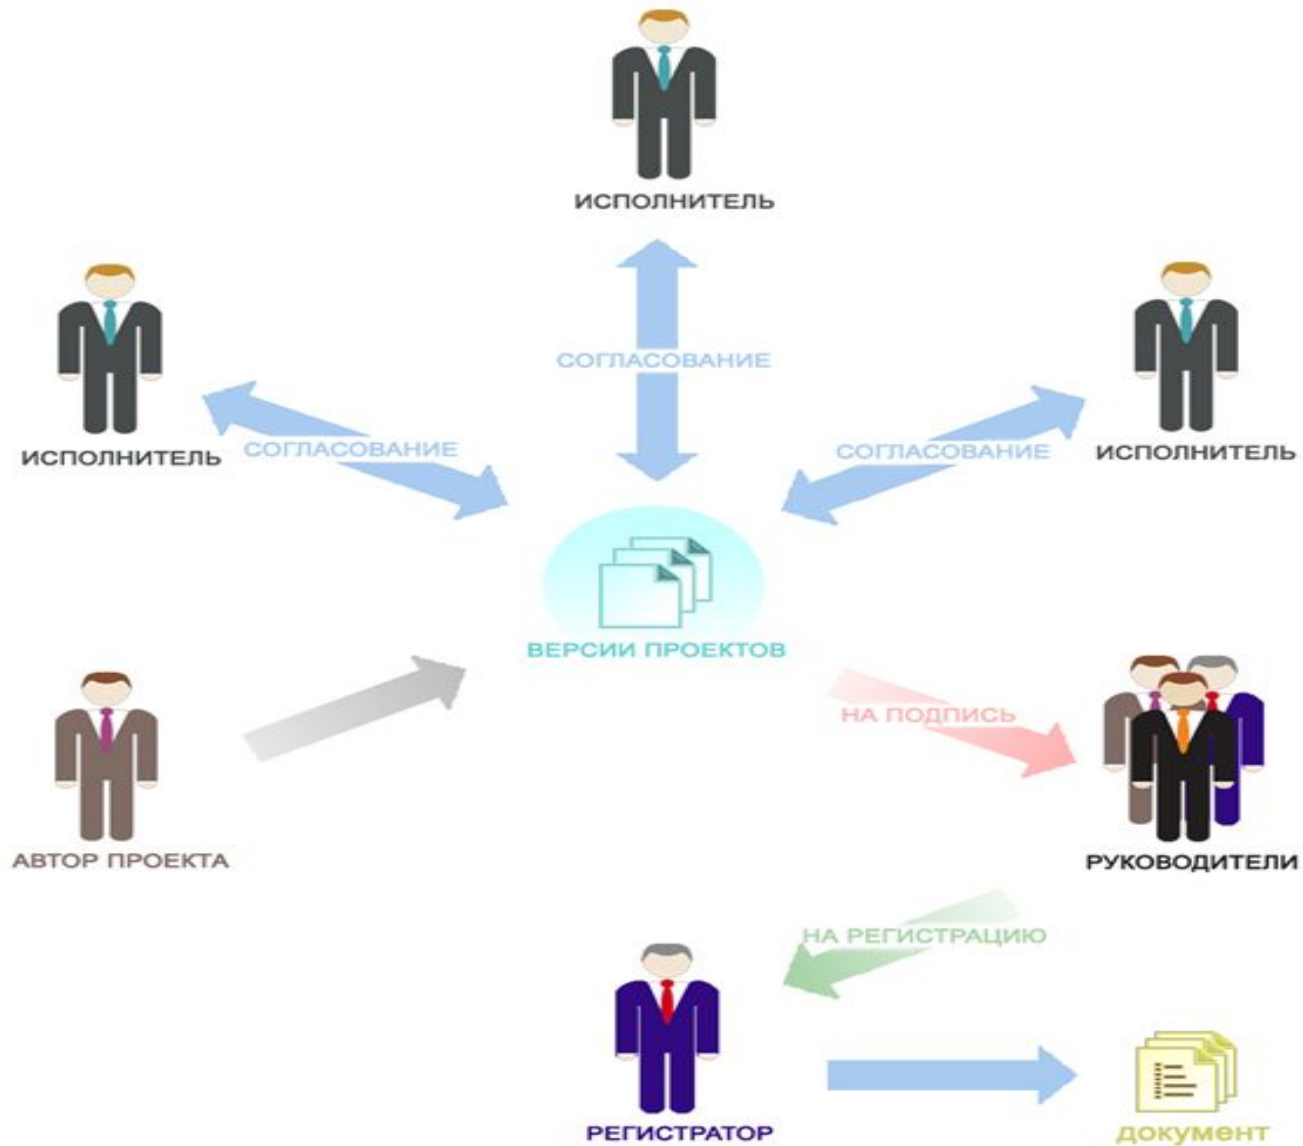 ИСПОЛНИТЕЛЬ
СОГЛАСОВАНИЕ
ИСПОЛНИТЕЛЬ
СОГЛАСОВАНИЕ
СОГЛАСОВАНИЕ
ИСПОЛНИТЕЛЬ
ВЕРСИИ ПРОЕКТОВ
НА ПОДПИСЬ
АВТОР ПРОЕКТА
РУКОВОДИТЕЛИ
НА РЕГИСТРАЦИЮ
РЕГИСТРАТОР
ДОКУМЕНТ